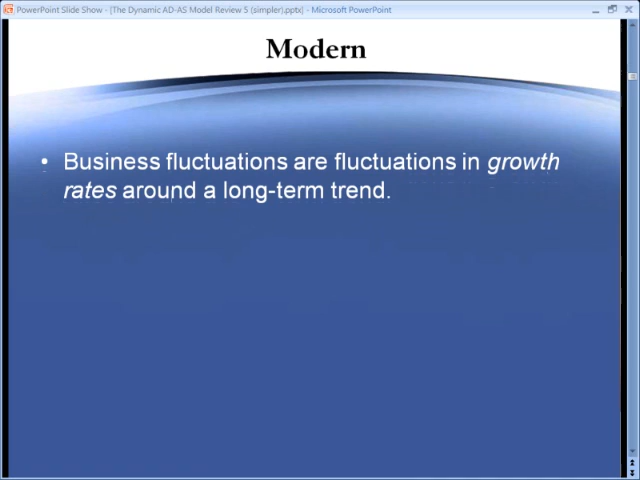 PowerPoint Slide Show - [The Dynamic AD-AS Model Review 5 (simpler).pptx] - Microsoft PowerPoint
Modern
• Business fluctuations are fluctuations in growth
rates around a long-term trend.